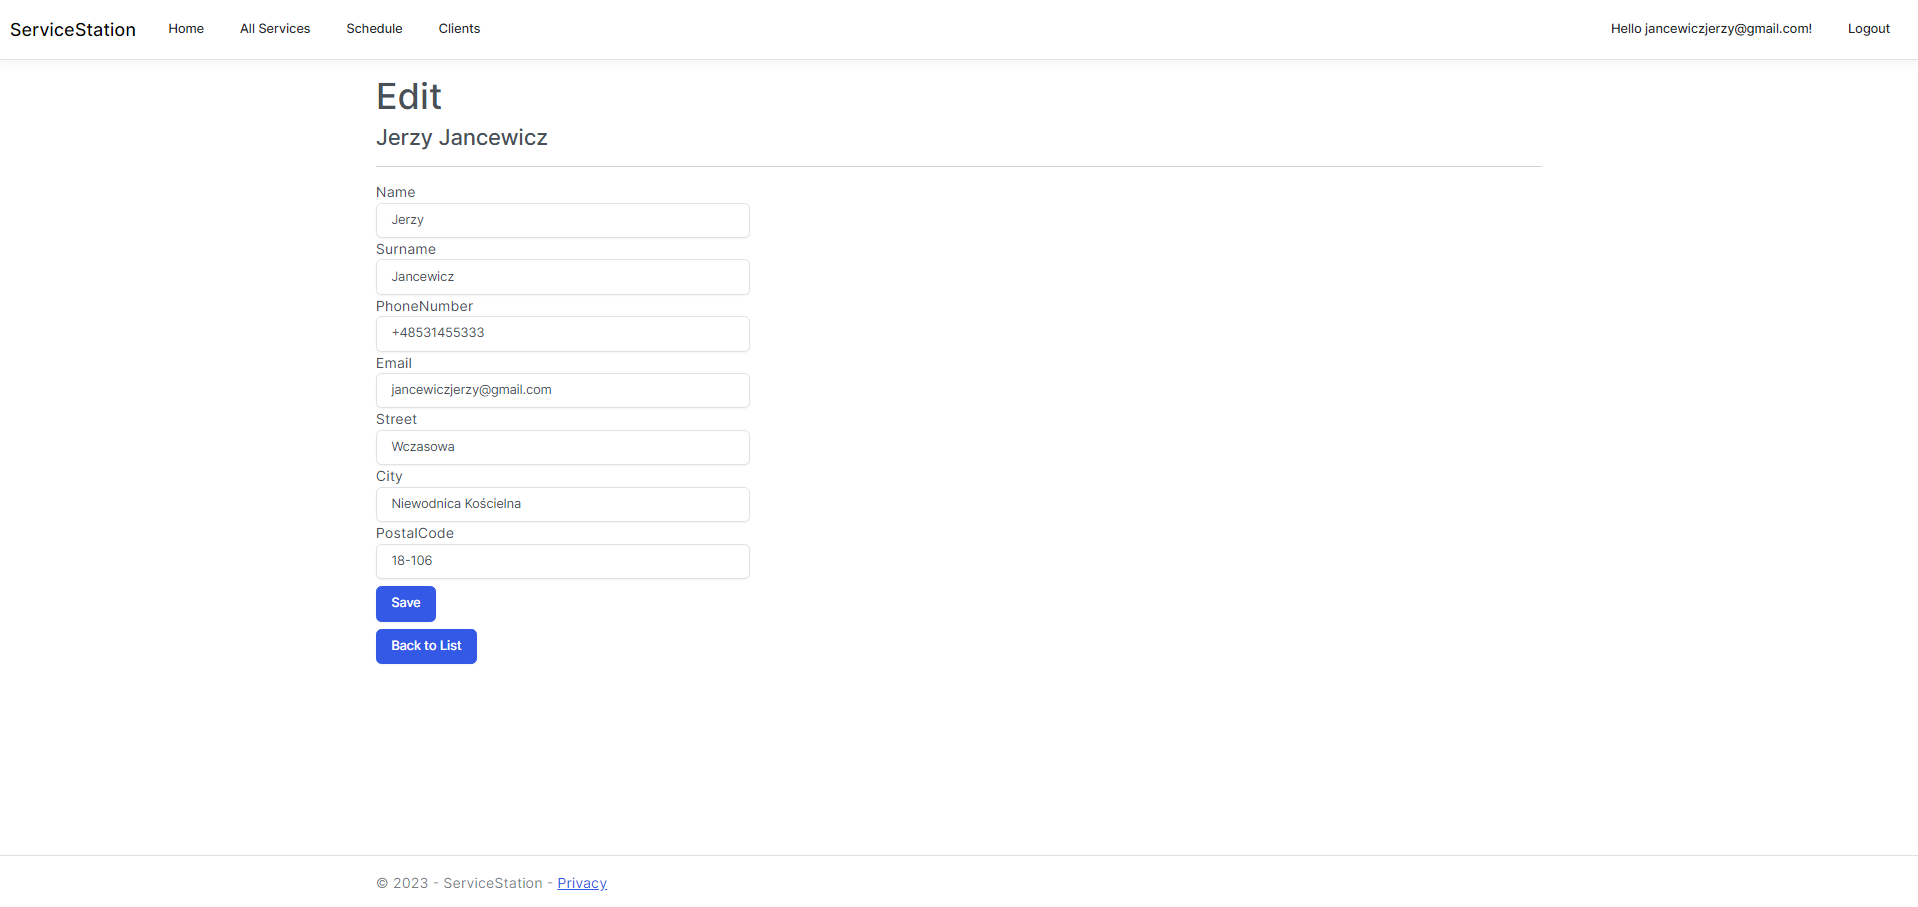 ServiceStation Home All Services Schedule Clients Hello jancewiczjerzy@gmail.com! Logout
Edit
Jerzy Jancewicz
Name
Jerzy
Surname
Jancewicz
PhoneNumber
+48531455333
Email
jancewiczjerzy@gmail.com
Street
Wczasowa
City
Niewodnica Kościelna
PostalCode
18-106
Save
Back to List
© 2023 - ServiceStation - Privacy